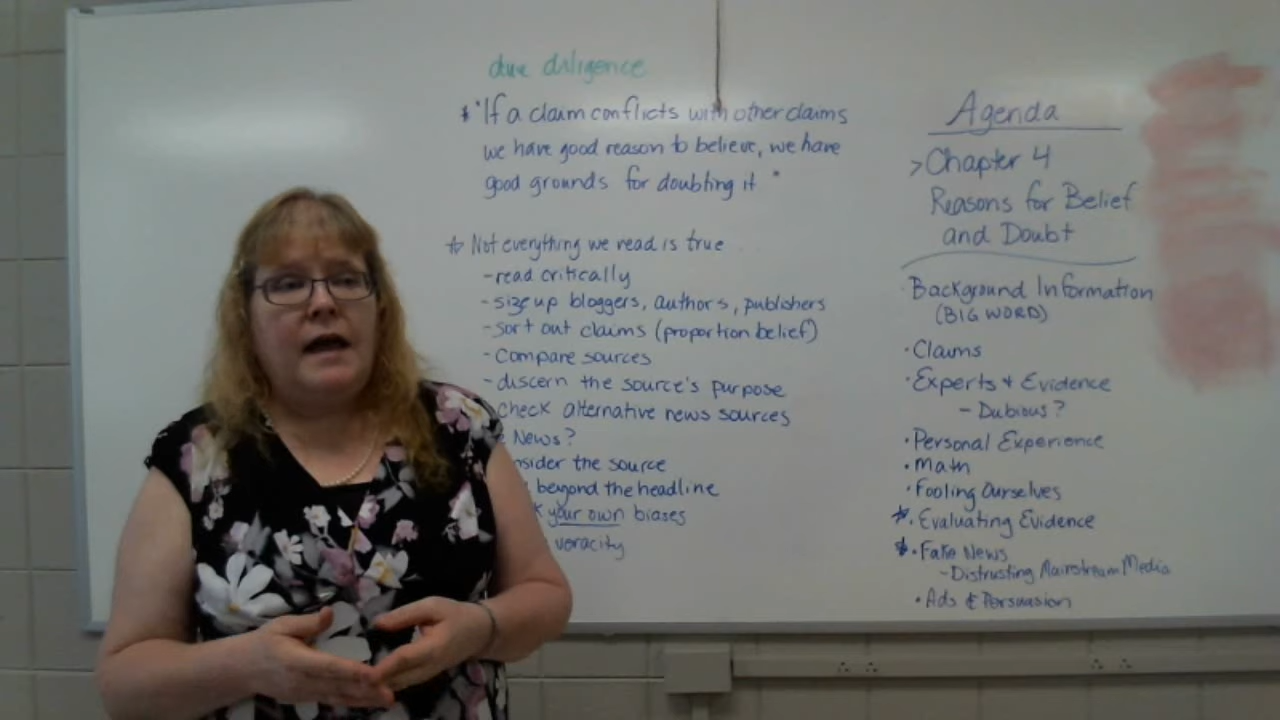 due diligence
* "If a claim conflicts with other claims
we have good reason to believe, we have
good grounds for doubting it "
☆ Not everything we read is true
- read critically
- size up bloggers, authors, publishers
- sort out claims (proportion belief)
- Compare sources
- discern the source's purpose
check alternative news sources
News?
the source
beyond the headline
your own biases
veracity
Agenda
> Chapter 4
Reasons for Belief
and Doubt
Background Information
(BIG WORD)
• Claims
• Experts & Evidence
- Dubious?
• Personal Experience
• Math
• Fooling Ourselves
☆• Evaluating Evidence
☆• Fake News
- Distrusting Mainstream Media
• Ads & Persuasion